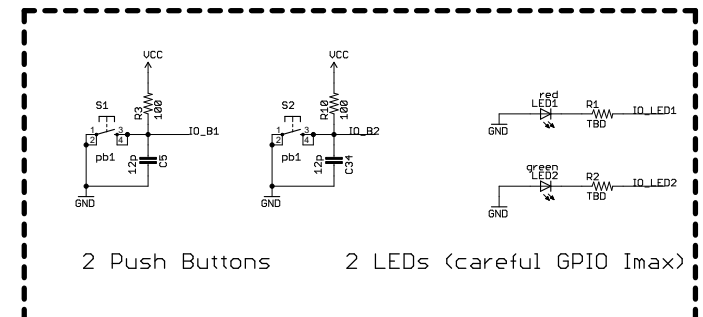 VCC
R3
100
S1
1
3
2
4
pb1
IO_B1
12p
C5
GND
VCC
R10
100
S2
1
3
2
4
pb1
IO_B2
12p
C34
GND
red
LED1
R1
IO_LED1
TBD
GND
green
LED2
R2
IO_LED2
TBD
GND
2 Push Buttons
2 LEDs (careful GPIO Imax)